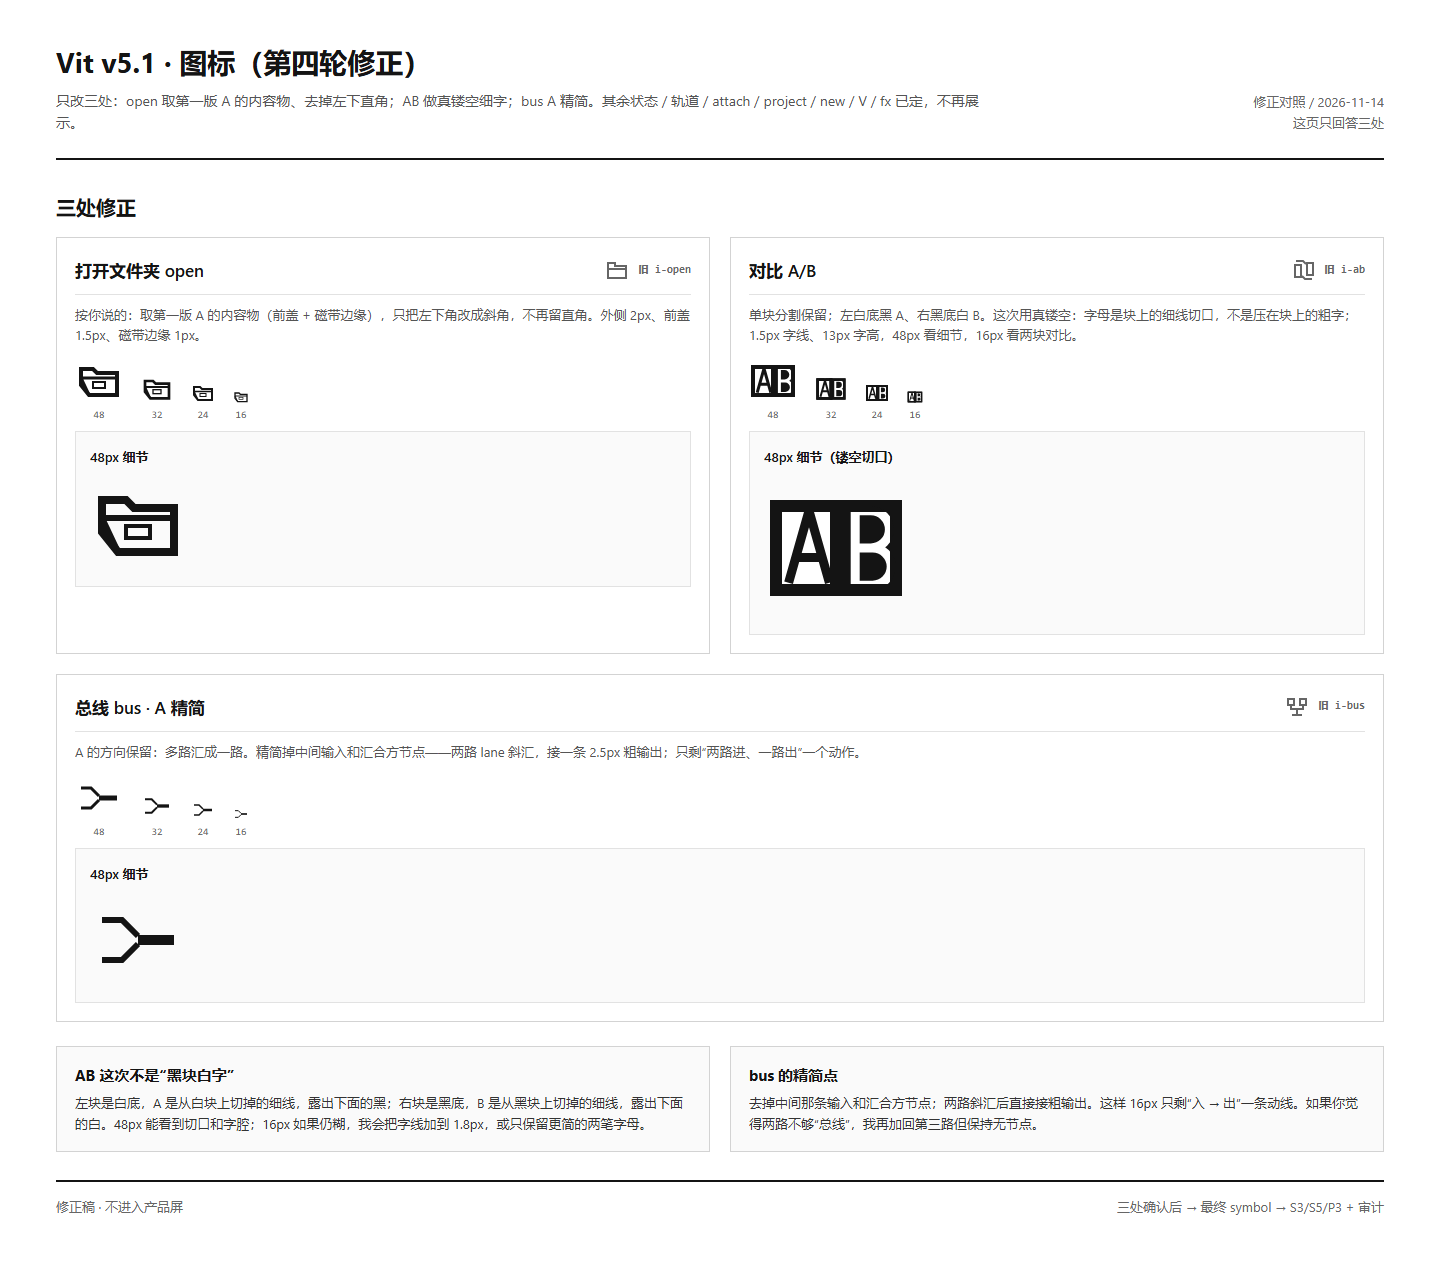 Vit v5.1 · 图标（第四轮修正）
只改三处：open 取第一版 A 的内容物、去掉左下直角；AB 做真镂空细字；bus A 精简。其余状态 / 轨道 / attach / project / new / V / fx 已定，不再展
示。
修正对照 / 2026-11-14
这页只回答三处
三处修正
打开文件夹 open
旧 i-open
按你说的：取第一版 A 的内容物（前盖 + 磁带边缘），只把左下角改成斜角，不再留直角。外侧 2px、前盖
1.5px、磁带边缘 1px。
48 32 24 16
48px 细节
对比 A/B
旧 i-ab
单块分割保留；左白底黑 A、右黑底白 B。这次用真镂空：字母是块上的细线切口，不是压在块上的粗字；
1.5px 字线、13px 字高，48px 看细节，16px 看两块对比。
AB AB AB AB
48 32 24 16
48px 细节（镂空切口）
AB
总线 bus · A 精简
旧 i-bus
A 的方向保留：多路汇成一路。精简掉中间输入和汇合方节点——两路 lane 斜汇，接一条 2.5px 粗输出；只剩“两路进、一路出”一个动作。
48 32 24 16
48px 细节
AB 这次不是“黑块白字”
左块是白底，A 是从白块上切掉的细线，露出下面的黑；右块是黑底，B 是从黑块上切掉的细线，露出下面
的白。48px 能看到切口和字腔；16px 如果仍糊，我会把字线加到 1.8px，或只保留更简的两笔字母。
bus 的精简点
去掉中间那条输入和汇合方节点；两路斜汇后直接接粗输出。这样 16px 只剩“入 → 出”一条动线。如果你觉
得两路不够“总线”，我再加回第三路但保持无节点。
修正稿 · 不进入产品屏
三处确认后 → 最终 symbol → S3/S5/P3 + 审计